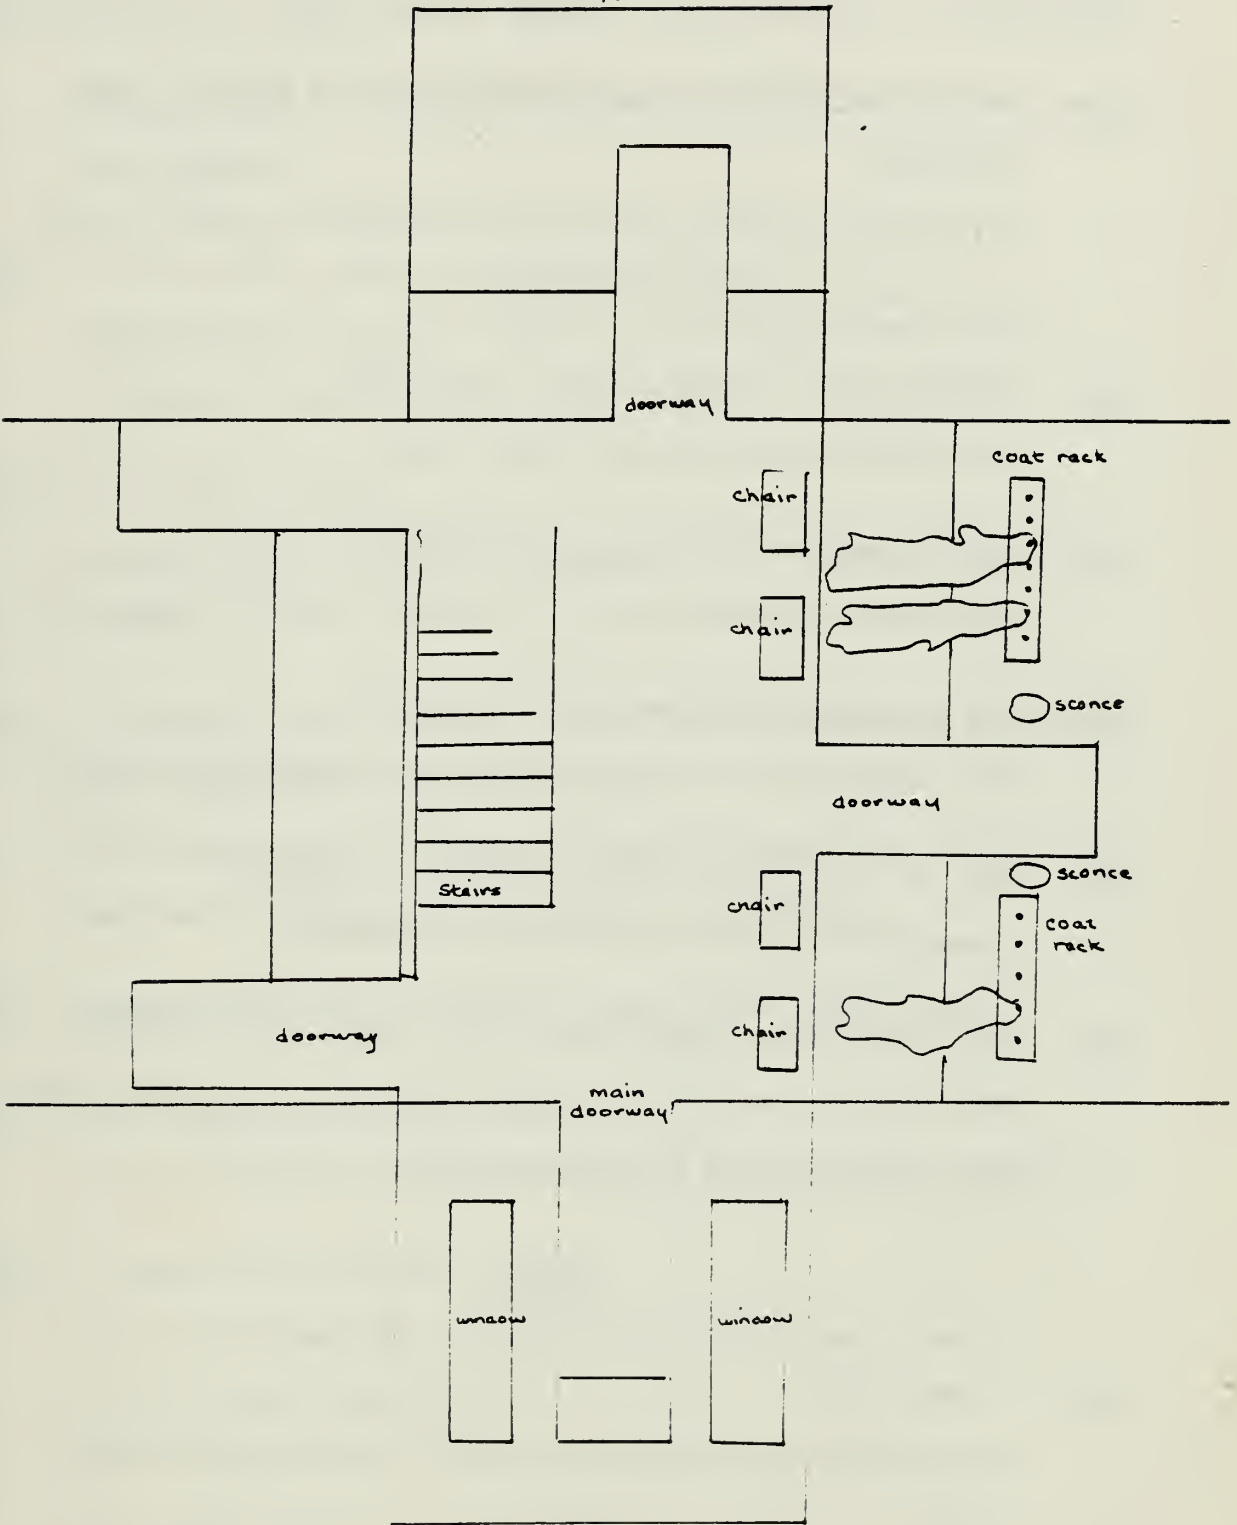 doorway
coat rack
chair
chair
sconce
doorway
sconce
Stairs
chair
coat
rack
chair
doorway
main
doorway
window
window